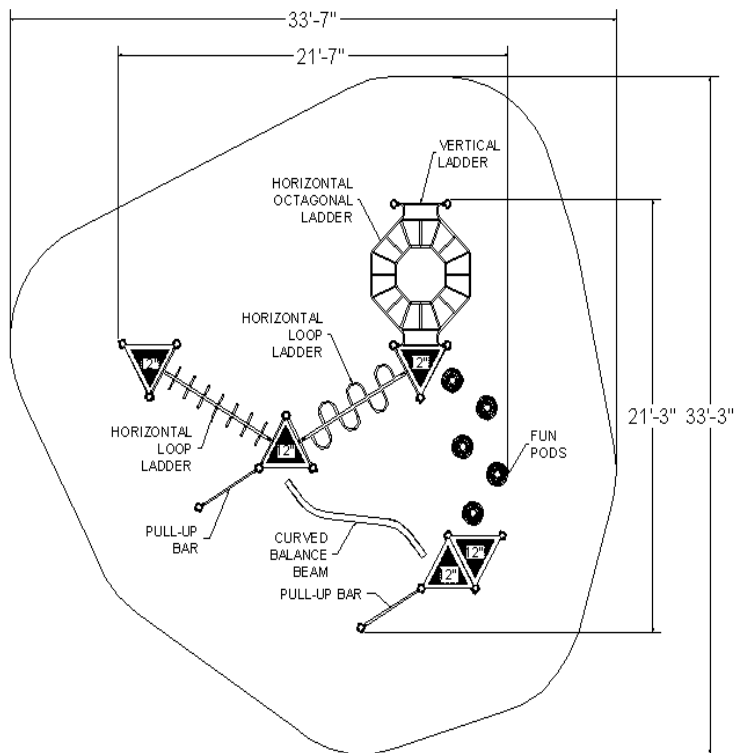 33'-7"
21'-7"
VERTICAL
LADDER
HORIZONTAL
OCTAGONAL
LADDER
HORIZONTAL
LOOP
LADDER
12"
12"
12"
HORIZONTAL
LOOP
LADDER
21'-3"
33'-3"
FUN
PODS
PULL-UP
BAR
CURVED
BALANCE
BEAM
12"
12"
PULL-UP BAR